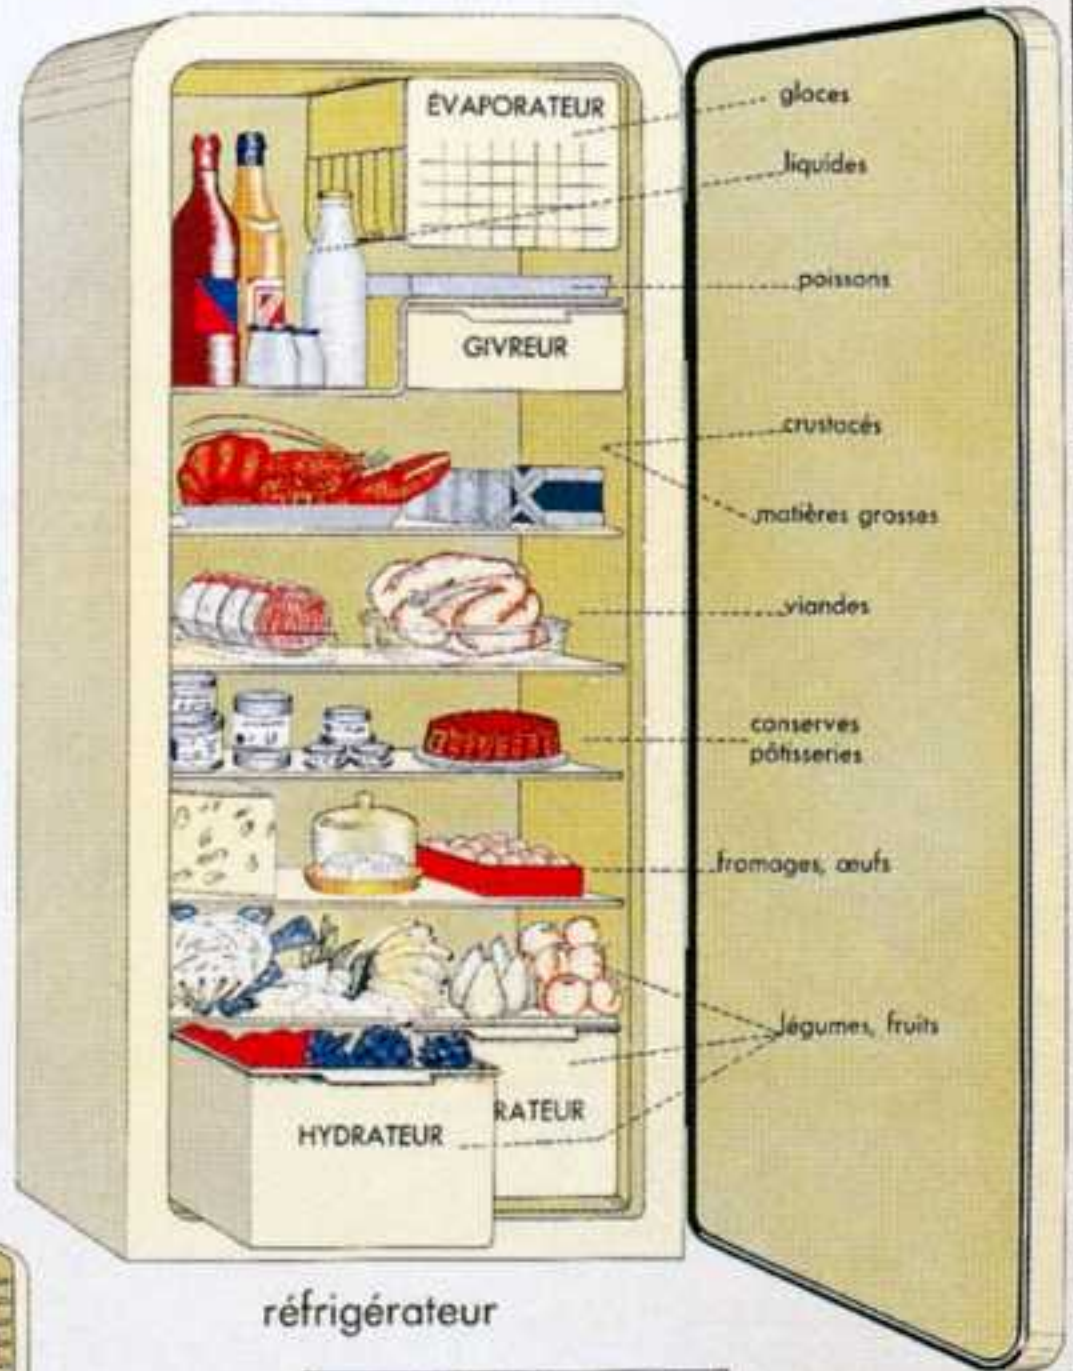 ÉVAPORATEUR
glaces
liquides
poissons
GIVREUR
crustacés
matières grasses
viandes
conserves
pâtisseries
fromages, œufs
légumes, fruits
RATEUR
HYDRATEUR
réfrigérateur